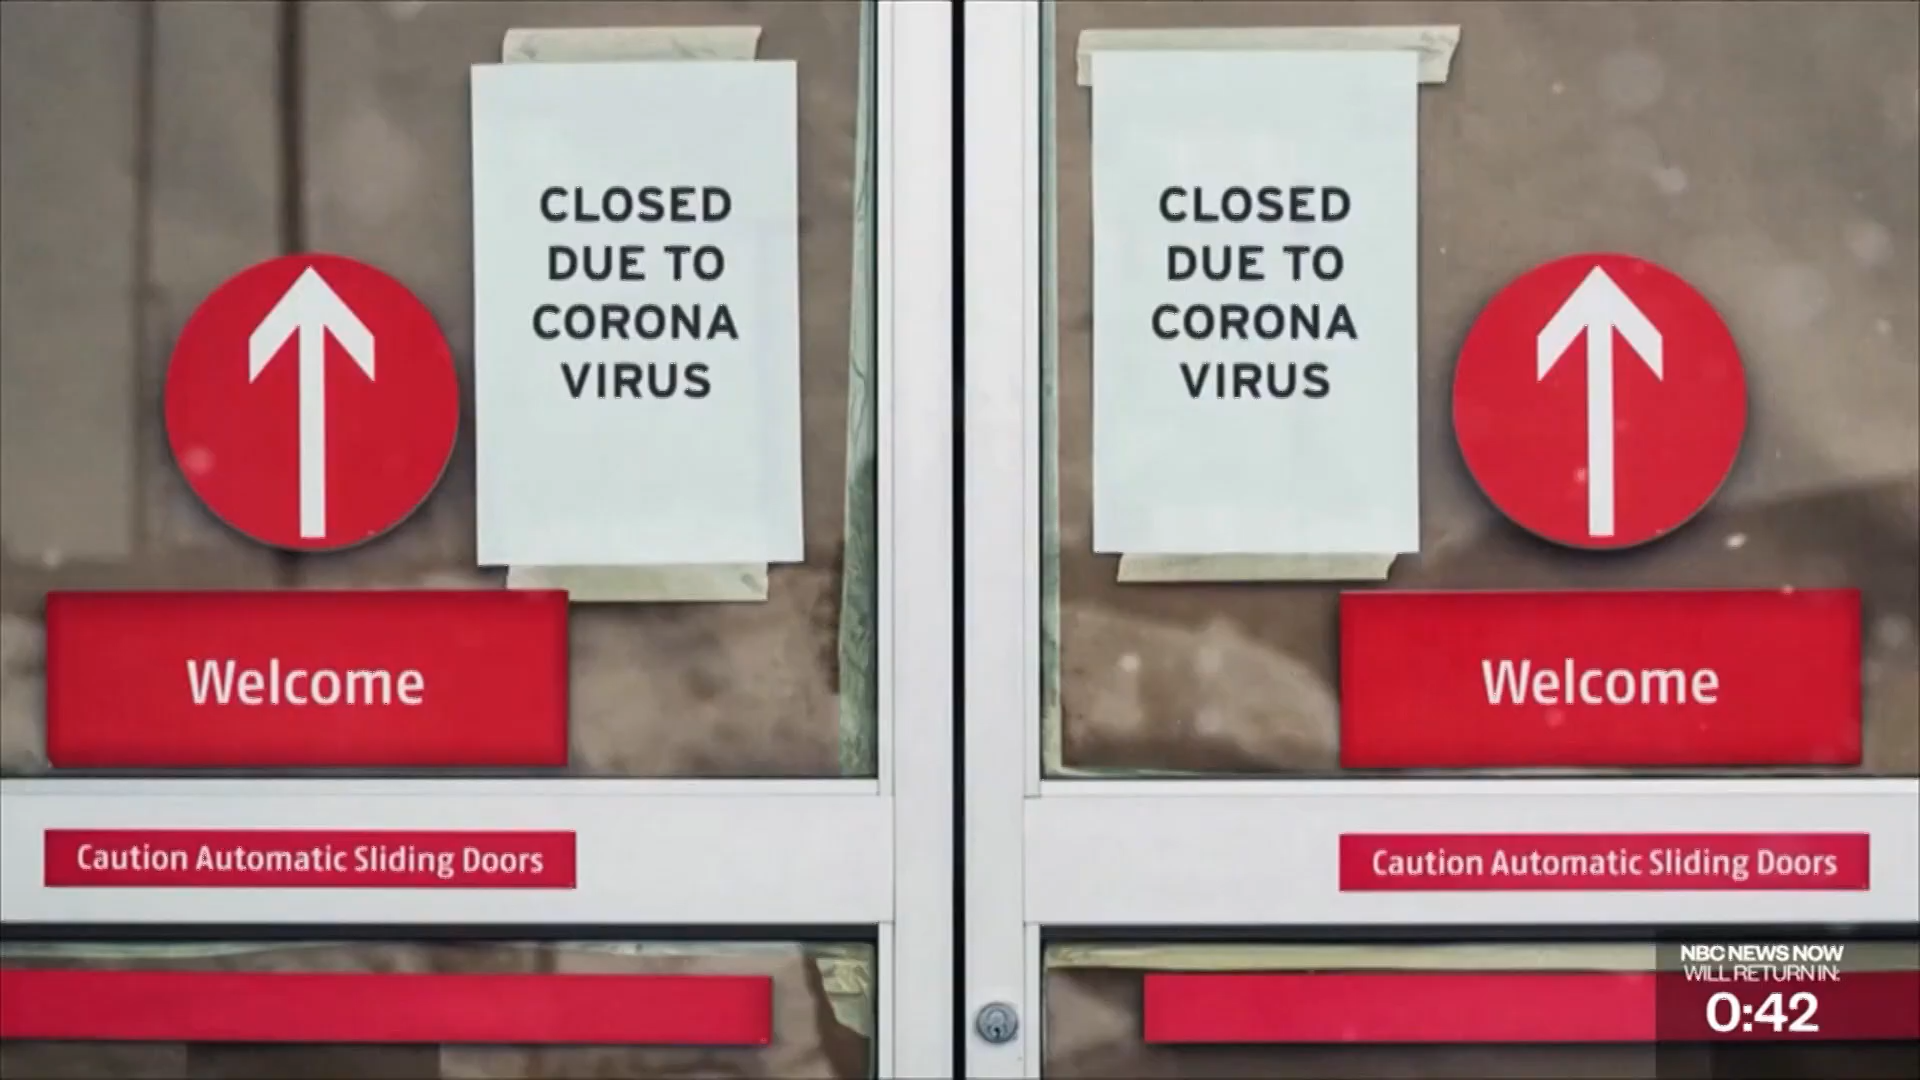 CLOSED
DUE TO
CORONA
VIRUS
CLOSED
DUE TO
CORONA
VIRUS
Welcome
Welcome
Caution Automatic Sliding Doors
Caution Automatic Sliding Doors
NBC NEWS NOW
WILL RETURN IN:
0:42